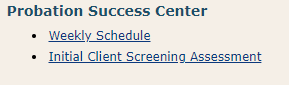 Probation Success Center
Weekly Schedule
Initial Client Screening Assessment